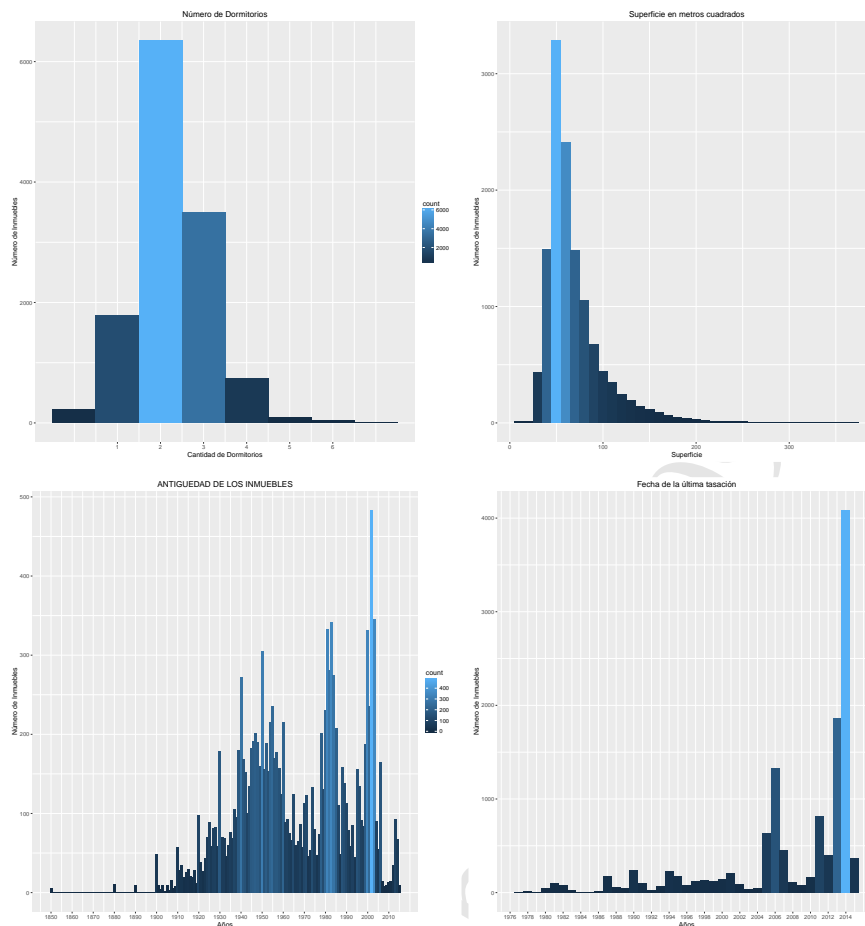 Número de Dormitorios
6000
4000
2000
0
Número de Inmuebles
1 2 3 4 5 6
Cantidad de Dormitorios
count
6000
4000
2000
Superficie en metros cuadrados
3000
2000
1000
0
Número de Inmuebles
0 100 200 300
Superficie
ANTIGUEDAD DE LOS INMUEBLES
500
400
300
200
100
0
Número de Inmuebles
1850 1860 1870 1880 1890 1900 1910 1920 1930 1940 1950 1960 1970 1980 1990 2000 2010
Años
count
400
300
200
100
0
Fecha de la última tasación
4000
3000
2000
1000
0
Número de Inmuebles
1976 1978 1980 1982 1984 1986 1988 1990 1992 1994 1996 1998 2000 2002 2004 2006 2008 2010 2012 2014
Años